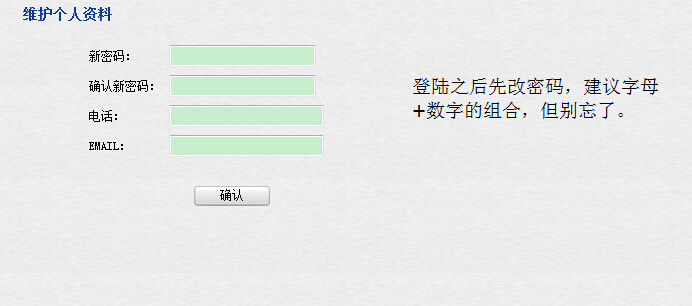 维护个人资料
新密码：
确认新密码：
电话：
EMAIL：
确认
登陆之后先改密码，建议字母
+数字的组合，但别忘了。